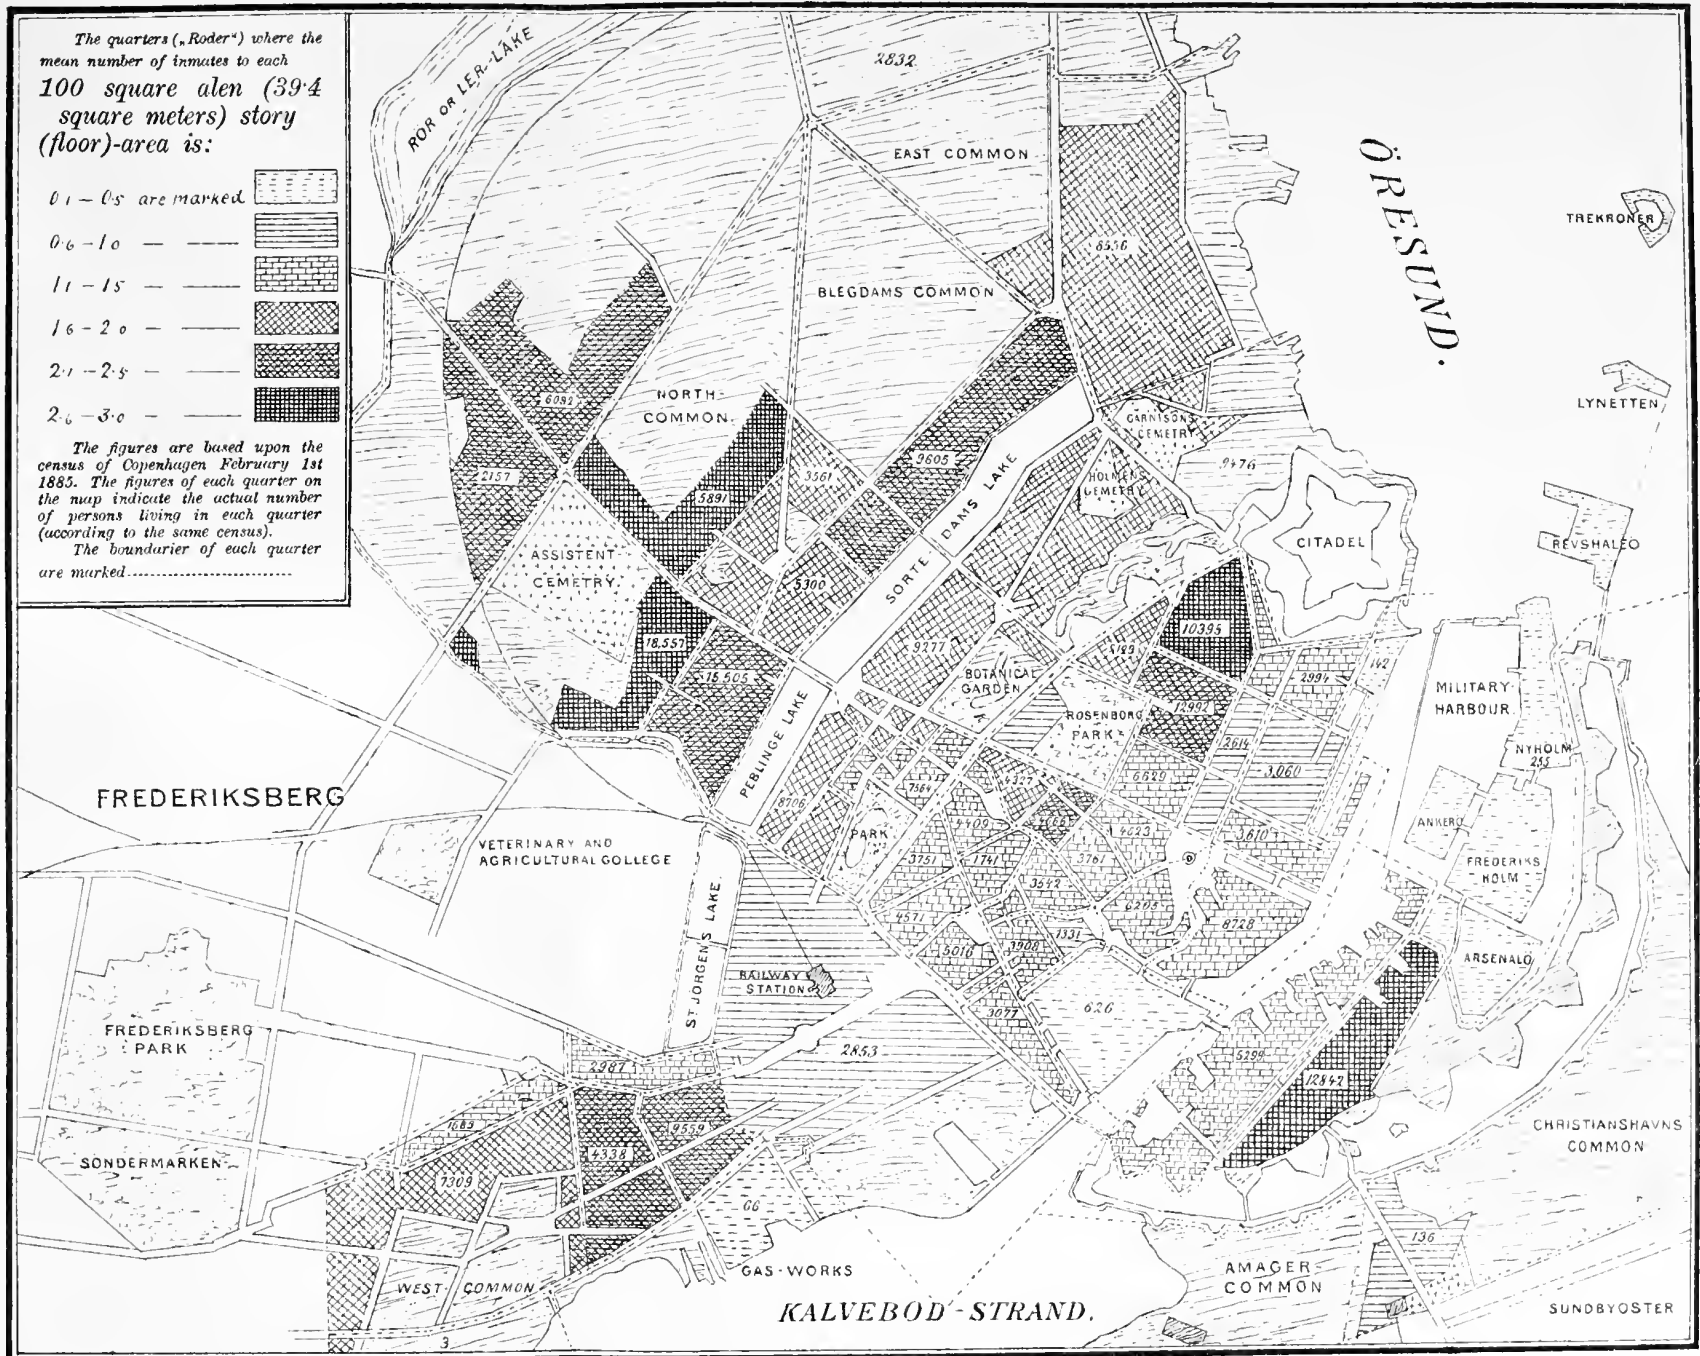 The quarters („Roder“) where the
mean number of inmates to each
100 square alen (39·4
square meters) story
(floor)-area is:
0·1 – 0·5 are marked
0·6 – 1·0 — ——
1·1 – 1·5 — ——
1·6 – 2·0 — ——
2·1 – 2·5 — ——
2·6 – 3·0 — ——
The figures are based upon the
census of Copenhagen February 1st
1885. The figures of each quarter on
the map indicate the actual number
of persons living in each quarter
(according to the same census).
The boundarier of each quarter
are marked
ROR OR LER-LAKE
2832
EAST COMMON
ÖRESUND.
TREKRONER
8556
BLEGDAMS COMMON
LYNETTEN
6092
NORTH-
COMMON.
GARNISONS
CEMETRY
2157
5891
3561
9605
HOLMENS
CEMETRY
9476
ASSISTENT
CEMETRY.
5300
SORTE DAMS LAKE
CITADEL
REVSHALEO
18,557
15,505
9277
BOTANICAL
GARDEN
10395
2994
142
MILITARY-
HARBOUR.
PEBLINGE LAKE
ROSENBORG
PARK
12992
2614
3,060
NYHOLM
255
FREDERIKSBERG
8706
7364
4327
6629
ANKERO
VETERINARY AND
AGRICULTURAL GOLLEGE
PARK
4409
4623
3610
3751
1741
3761
FREDERIKS
HOLM
ST JORGENS LAKE.
3542
4571
6205
8728
5016
3908
1331
ARSENALO
RAILWAY
STATION
626
3077
FREDERIKSBERG
PARK
2853
5299
2987
12842
1683
9559
4338
CHRISTIANSHAVNS
COMMON
SONDERMARKEN
7309
66
136
GAS-WORKS
AMAGER-
COMMON
WEST COMMON
KALVEBOD-STRAND.
SUNDBYOSTER
3